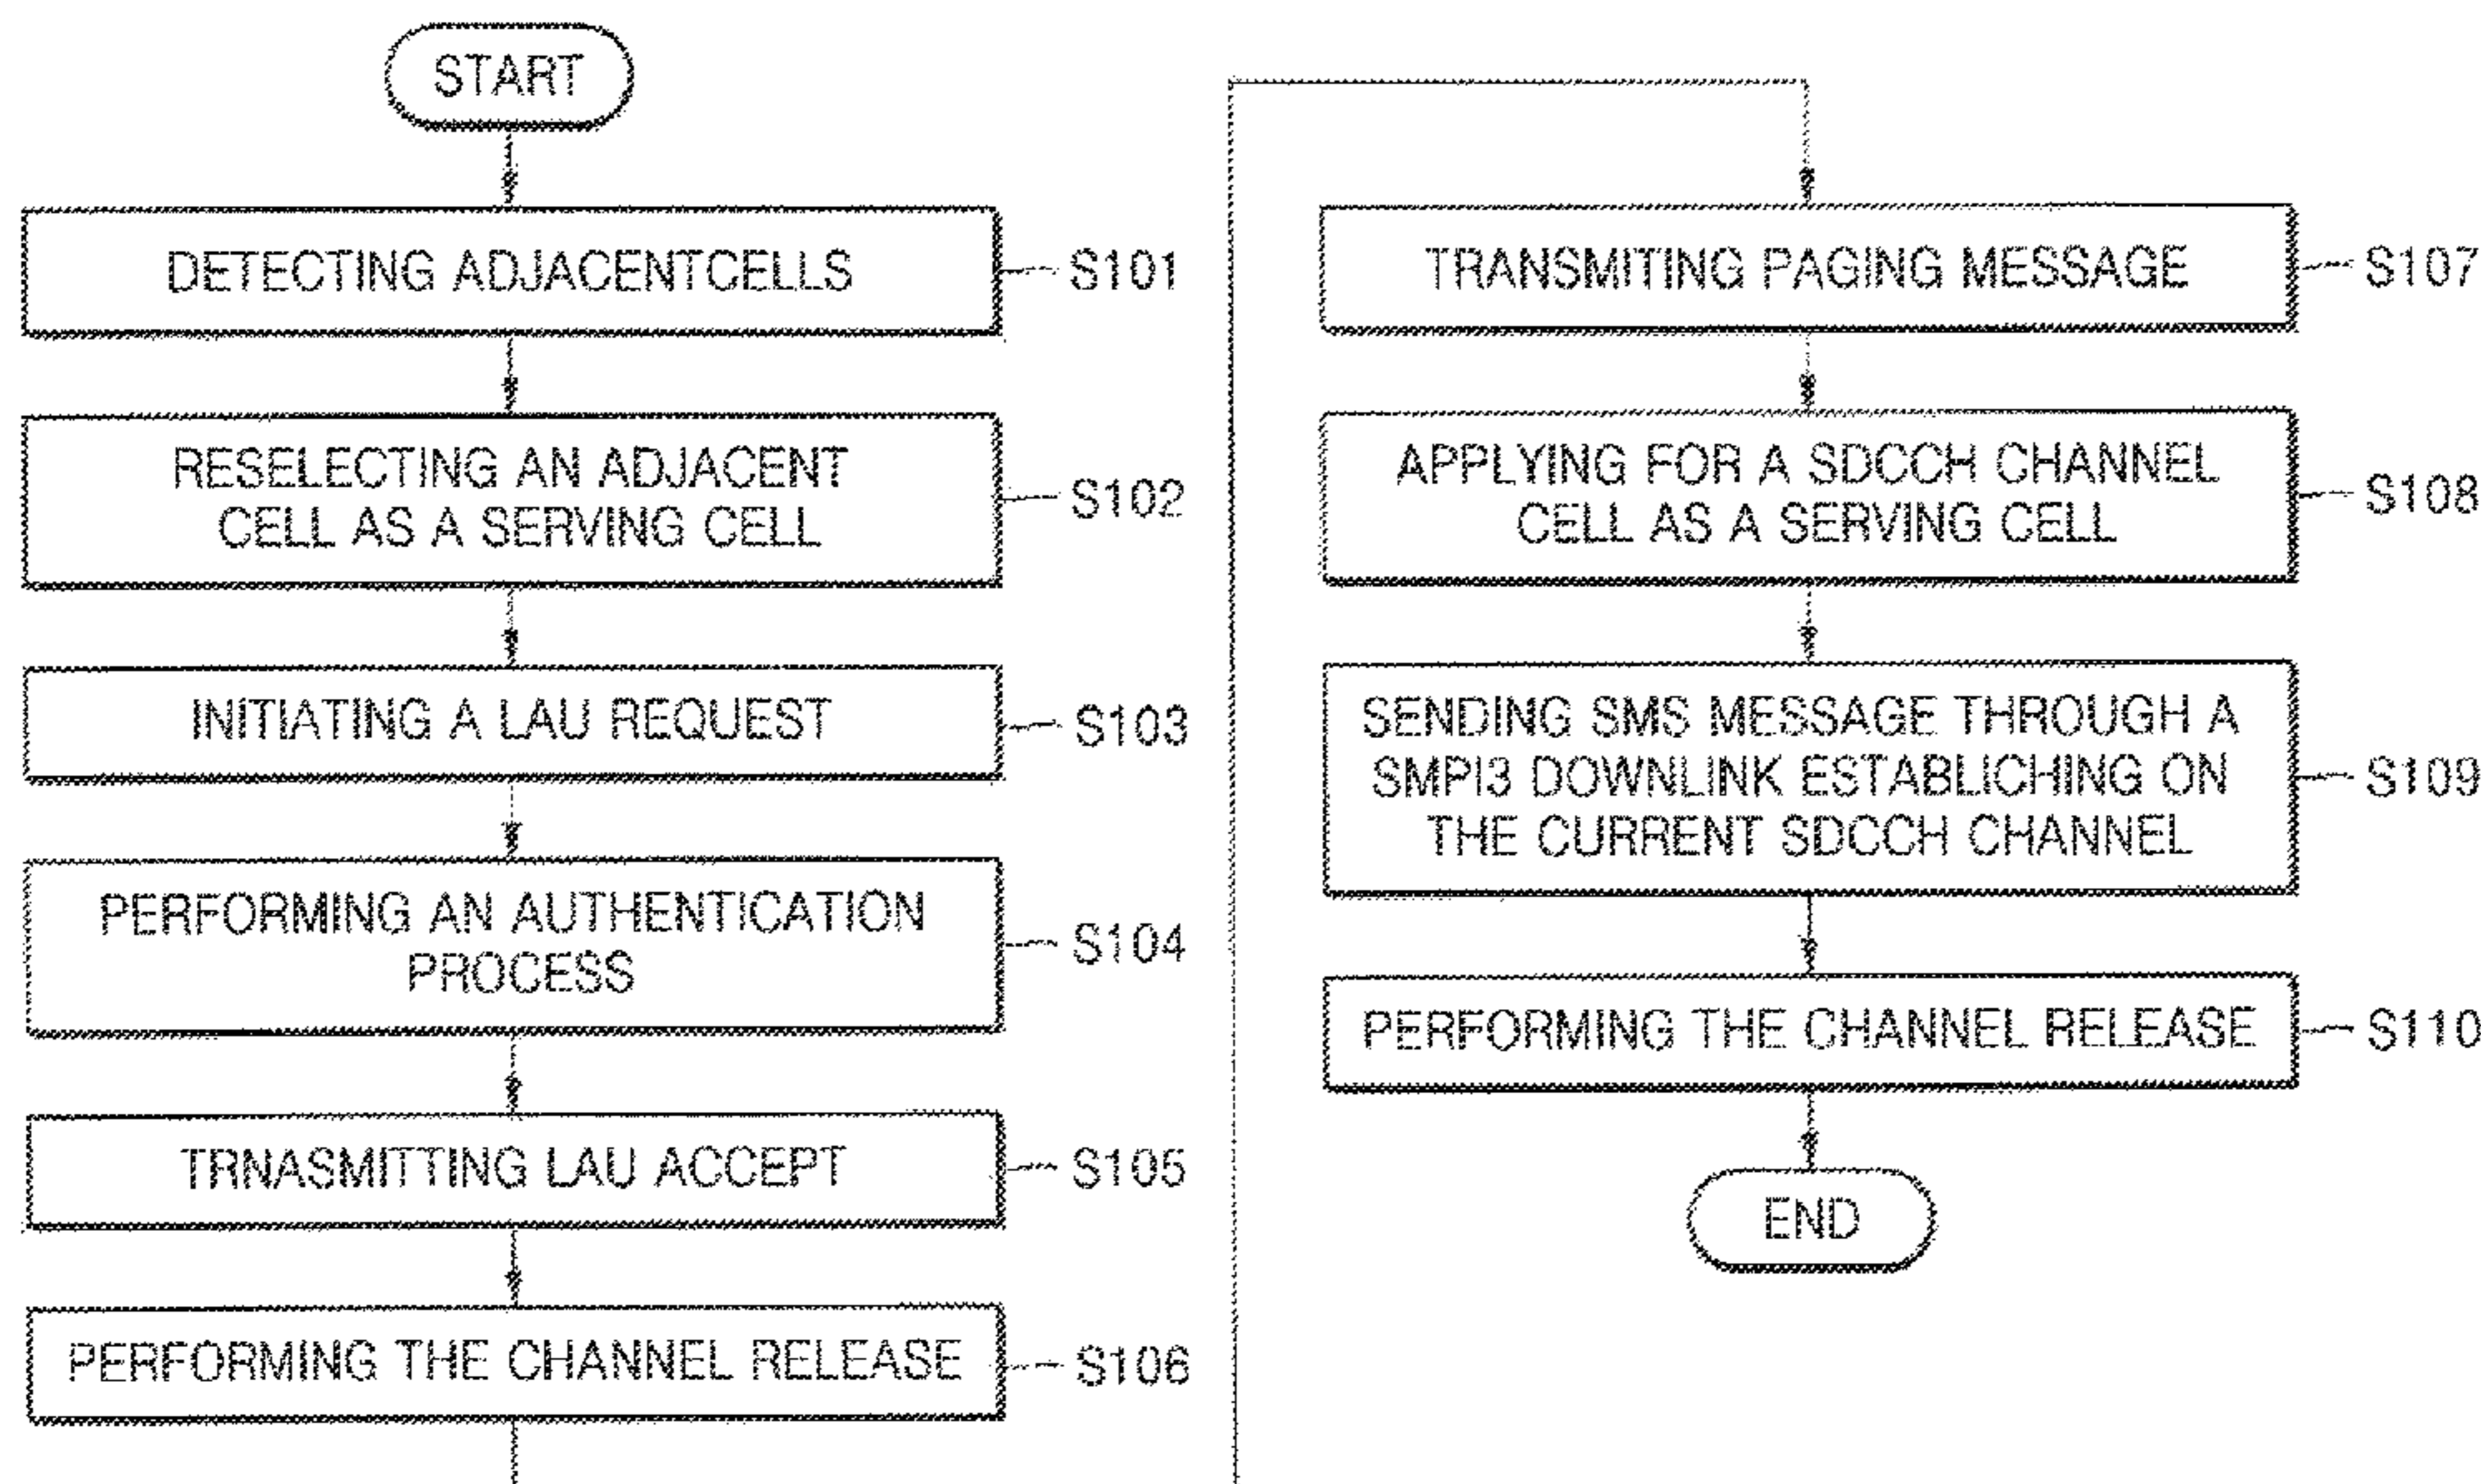 START
DETECTING ADJACENTCELLS
S101
RESELECTING AN ADJACENT
CELL AS A SERVING CELL
S102
INITIATING A LAU REQUEST
S103
PERFORMING AN AUTHENTICATION
PROCESS
S104
TRNASMITTING LAU ACCEPT
S105
PERFORMING THE CHANNEL RELEASE
S106
TRANSMITING PAGING MESSAGE
S107
APPLYING FOR A SDCCH CHANNEL
CELL AS A SERVING CELL
S108
SENDING SMS MESSAGE THROUGH A
SMPI3 DOWNLINK ESTABLICHING ON
THE CURRENT SDCCH CHANNEL
S109
PERFORMING THE CHANNEL RELEASE
S110
END